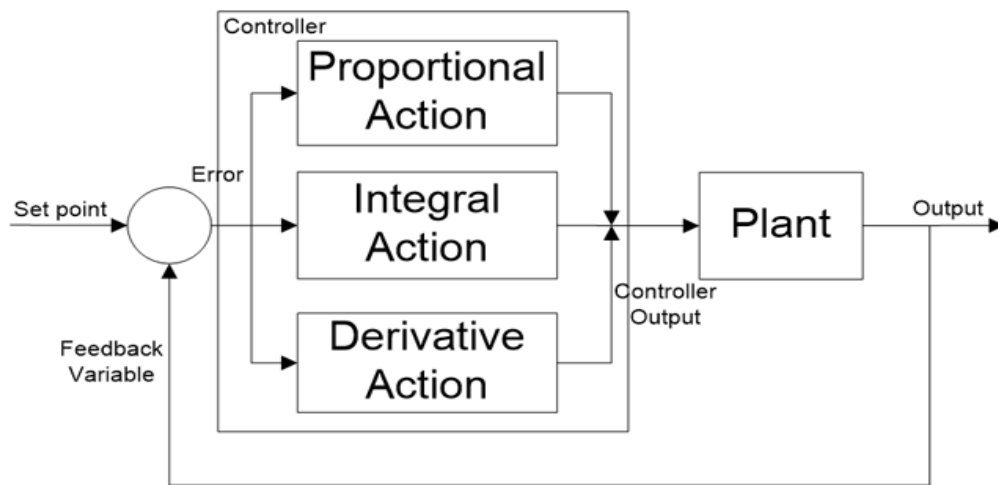 Controller
Proportional
Action
Error
Set point
Integral
Action
Plant
Output
Controller
Output
Feedback
Variable
Derivative
Action